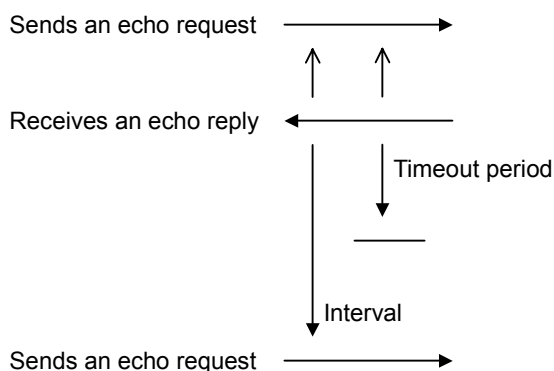 Sends an echo request
Receives an echo reply
Timeout period
Interval
Sends an echo request